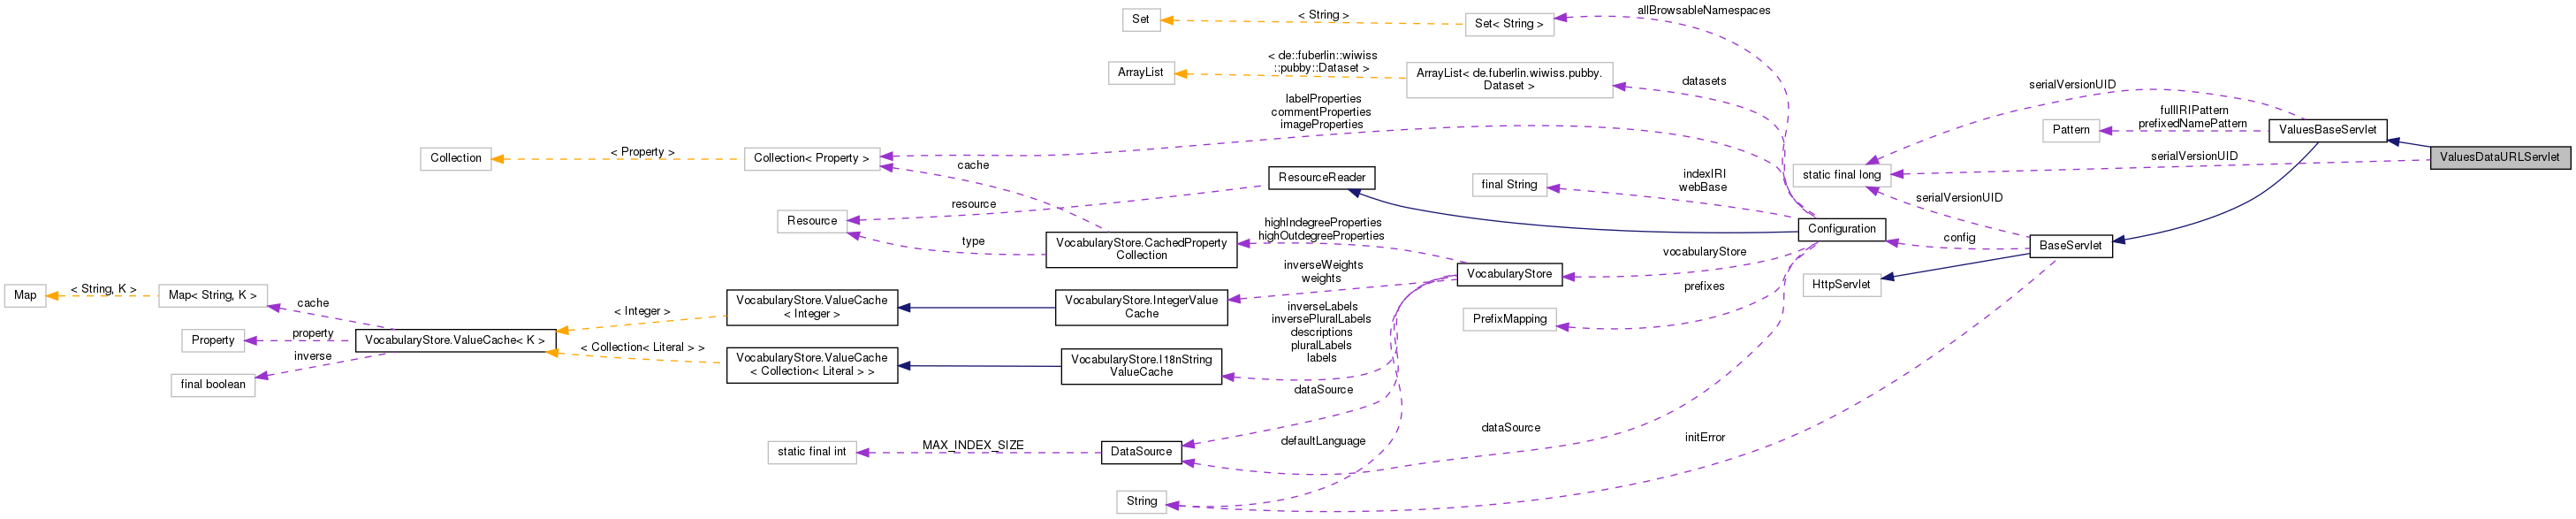 Set
< String >
Set< String >
allBrowsableNamespaces
ArrayList
< de::fuberlin::wiwiss
::pubby::Dataset >
ArrayList< de.fuberlin.wiwiss.pubby.
Dataset >
datasets
labelProperties
commentProperties
imageProperties
Collection
< Property >
Collection< Property >
cache
ResourceReader
resource
Resource
type
VocabularyStore.CachedProperty
Collection
final String
indexIRI
webBase
highIndegreeProperties
highOutdegreeProperties
Configuration
vocabularyStore
VocabularyStore
prefixes
PrefixMapping
inverseWeights
weights
VocabularyStore.IntegerValue
Cache
VocabularyStore.ValueCache
< Integer >
< Integer >
Map
< String, K >
Map< String, K >
cache
Property
property
final boolean
inverse
VocabularyStore.ValueCache< K >
< Collection< Literal > >
VocabularyStore.ValueCache
< Collection< Literal > >
VocabularyStore.I18nString
ValueCache
inverseLabels
inversePluralLabels
descriptions
pluralLabels
labels
dataSource
static final int
MAX_INDEX_SIZE
DataSource
dataSource
defaultLanguage
String
initError
serialVersionUID
Pattern
fullIRIPattern
prefixedNamePattern
ValuesBaseServlet
ValuesDataURLServlet
serialVersionUID
static final long
serialVersionUID
config
BaseServlet
HttpServlet